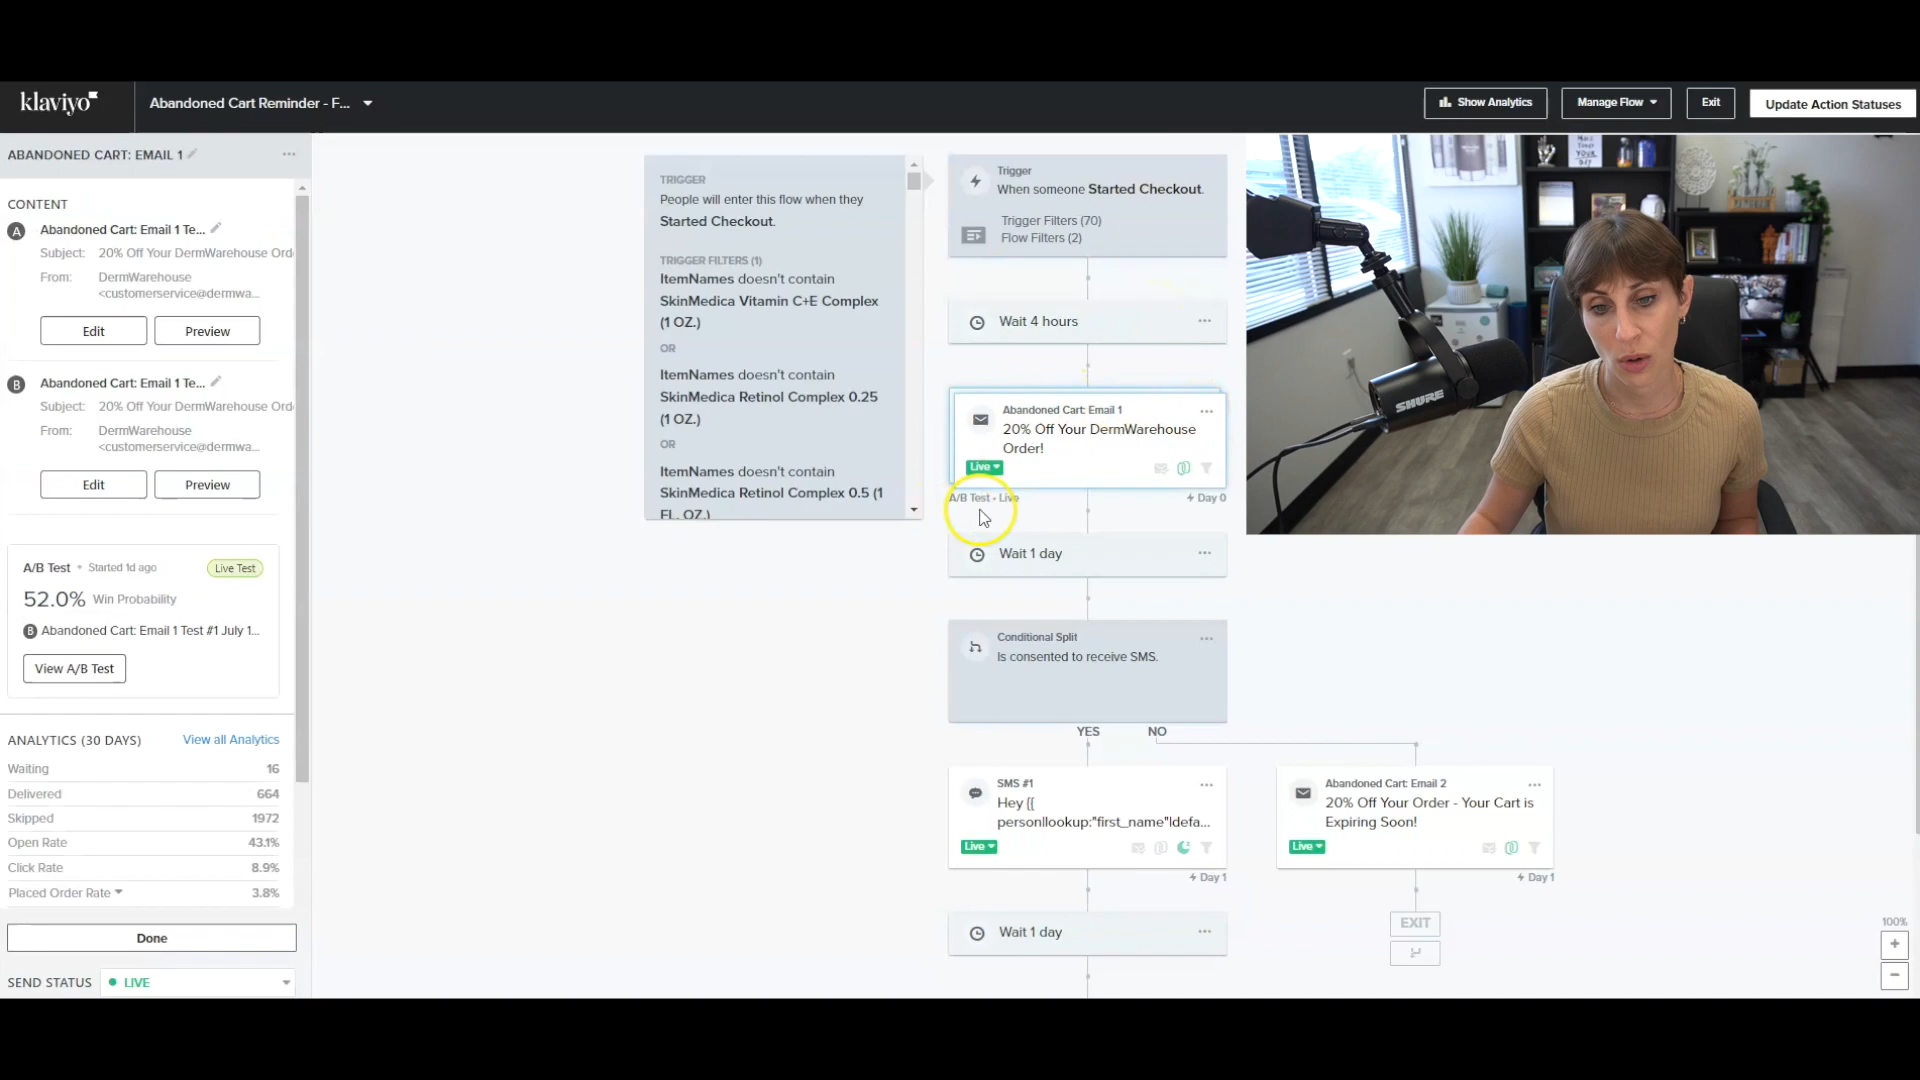 klaviyo
Abandoned Cart Reminder - F...
Show Analytics
Manage Flow
Exit
Update Action Statuses
ABANDONED CART: EMAIL 1
CONTENT
A
Abandoned Cart: Email 1 Te...
Subject: 20% Off Your DermWarehouse Ord
From: DermWarehouse
<customerservice@dermwa...
Edit
Preview
B
Abandoned Cart: Email 1 Te...
Subject: 20% Off Your DermWarehouse Ord
From: DermWarehouse
<customerservice@dermwa...
Edit
Preview
A/B Test • Started 1d ago
Live Test
52.0% Win Probability
B Abandoned Cart: Email 1 Test #1 July 1...
View A/B Test
ANALYTICS (30 DAYS)
View all Analytics
Waiting 16
Delivered 664
Skipped 1972
Open Rate 43.1%
Click Rate 8.9%
Placed Order Rate 3.8%
Done
SEND STATUS
LIVE
TRIGGER
People will enter this flow when they
Started Checkout.
TRIGGER FILTERS (1)
ItemNames doesn't contain
SkinMedica Vitamin C+E Complex
(1 OZ.)
OR
ItemNames doesn't contain
SkinMedica Retinol Complex 0.25
(1 OZ.)
OR
ItemNames doesn't contain
SkinMedica Retinol Complex 0.5 (1
FL. OZ.)
Trigger
When someone Started Checkout.
Trigger Filters (70)
Flow Filters (2)
Wait 4 hours
Abandoned Cart: Email 1
20% Off Your DermWarehouse
Order!
Live
A/B Test • Live
Day 0
Wait 1 day
Conditional Split
Is consented to receive SMS.
YES
NO
SMS #1
Hey {{
person|lookup:"first_name"|defa...
Live
Day 1
Abandoned Cart: Email 2
20% Off Your Order - Your Cart is
Expiring Soon!
Live
Day 1
Wait 1 day
EXIT
100%
+
−
SHURE